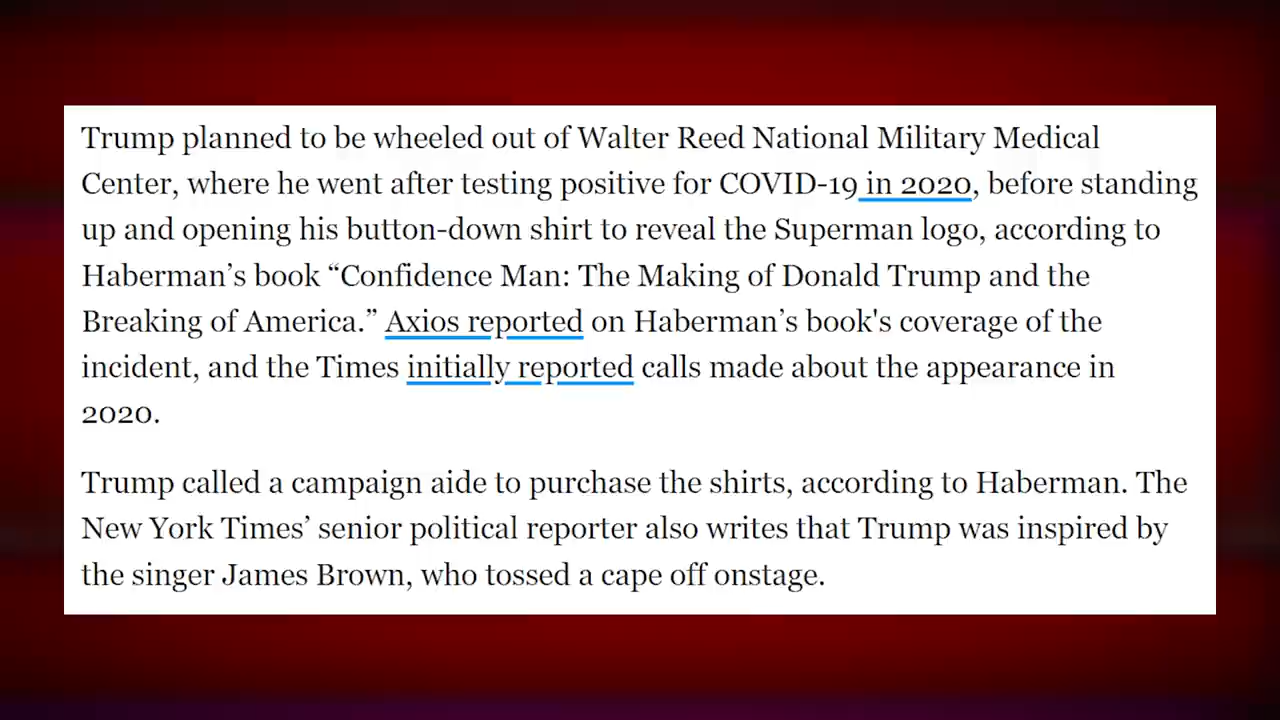 Trump planned to be wheeled out of Walter Reed National Military Medical
Center, where he went after testing positive for COVID-19 in 2020, before standing
up and opening his button-down shirt to reveal the Superman logo, according to
Haberman’s book “Confidence Man: The Making of Donald Trump and the
Breaking of America.” Axios reported on Haberman’s book's coverage of the
incident, and the Times initially reported calls made about the appearance in
2020.
Trump called a campaign aide to purchase the shirts, according to Haberman. The
New York Times’ senior political reporter also writes that Trump was inspired by
the singer James Brown, who tossed a cape off onstage.